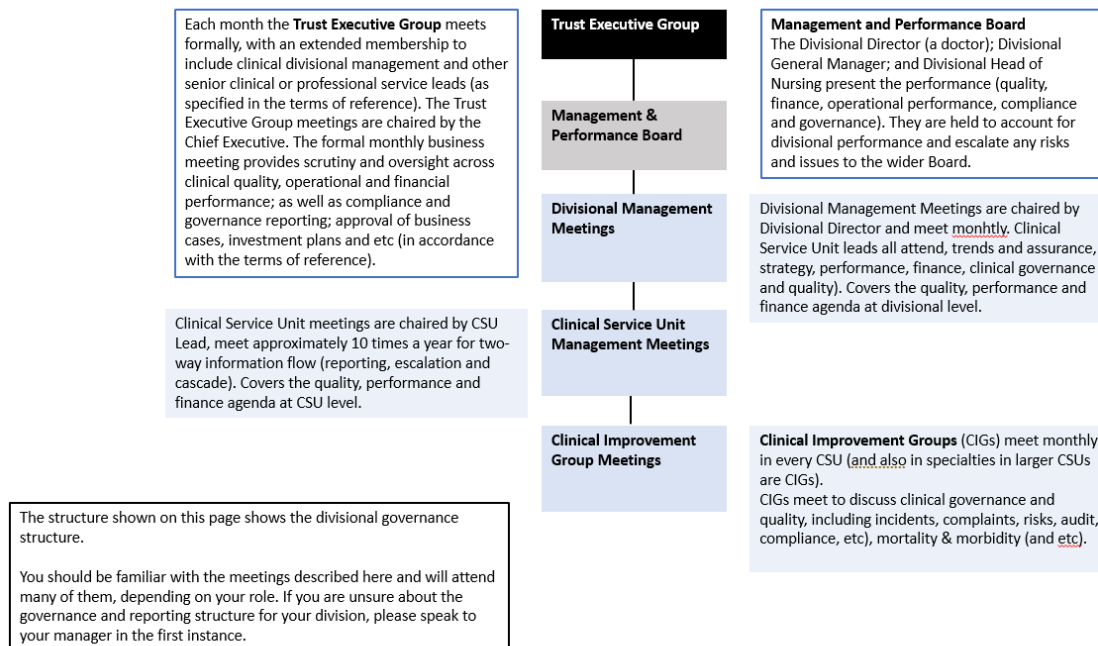 Each month the Trust Executive Group meets
formally, with an extended membership to
include clinical divisional management and other
senior clinical or professional service leads (as
specified in the terms of reference). The Trust
Executive Group meetings are chaired by the
Chief Executive. The formal monthly business
meeting provides scrutiny and oversight across
clinical quality, operational and financial
performance; as well as compliance and
governance reporting; approval of business
cases, investment plans and etc (in accordance
with the terms of reference).
Trust Executive Group
Management and Performance Board
The Divisional Director (a doctor); Divisional
General Manager; and Divisional Head of
Nursing present the performance (quality,
finance, operational performance, compliance
and governance). They are held to account for
divisional performance and escalate any risks
and issues to the wider Board.
Management &
Performance Board
Divisional Management
Meetings
Divisional Management Meetings are chaired by
Divisional Director and meet monhtly. Clinical
Service Unit leads all attend, trends and assurance,
strategy, performance, finance, clinical governance
and quality). Covers the quality, performance and
finance agenda at divisional level.
Clinical Service Unit meetings are chaired by CSU
Lead, meet approximately 10 times a year for two-
way information flow (reporting, escalation and
cascade). Covers the quality, performance and
finance agenda at CSU level.
Clinical Service Unit
Management Meetings
Clinical Improvement
Group Meetings
Clinical Improvement Groups (CIGs) meet monthly
in every CSU (and also in specialties in larger CSUs
are CIGs).
CIGs meet to discuss clinical governance and
quality, including incidents, complaints, risks, audit,
compliance, etc), mortality & morbidity (and etc).
The structure shown on this page shows the divisional governance
structure.
You should be familiar with the meetings described here and will attend
many of them, depending on your role. If you are unsure about the
governance and reporting structure for your division, please speak to
your manager in the first instance.